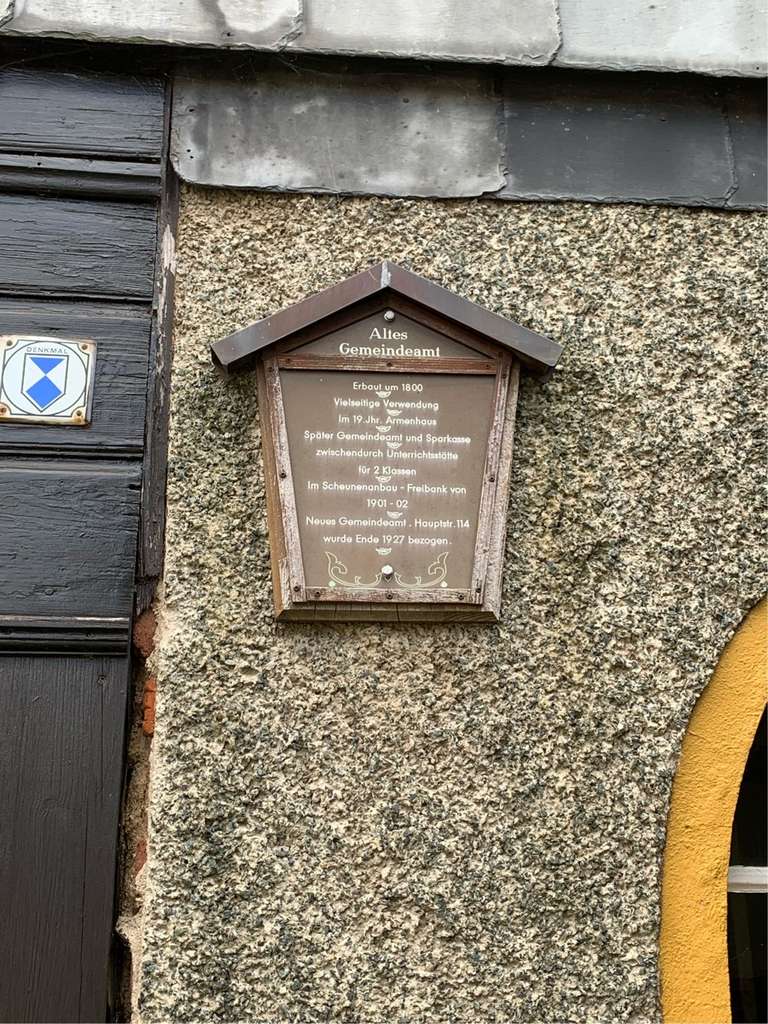 DENKMAL
Altes
Gemeindeamt
Erbaut um 1800
Vielseitige Verwendung
Im 19.Jhr. Armenhaus
Später Gemeindeamt und Sparkasse
zwischendurch Unterrichtsstätte
für 2 Klassen
Im Scheunenanbau - Freibank von
1901 - 02
Neues Gemeindeamt . Hauptstr. 114
wurde Ende 1927 bezogen.